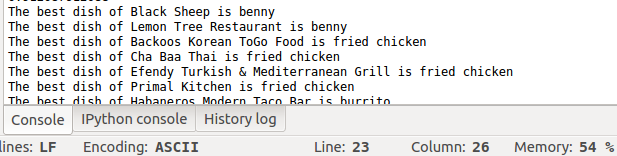 The best dish of Black Sheep is benny
The best dish of Lemon Tree Restaurant is benny
The best dish of Backoos Korean ToGo Food is fried chicken
The best dish of Cha Baa Thai is fried chicken
The best dish of Efendy Turkish & Mediterranean Grill is fried chicken
The best dish of Primal Kitchen is fried chicken
The best dish of Habaneros Modern Taco Bar is burrito
Console IPython console History log
lines: LF Encoding: ASCII Line: 23 Column: 26 Memory: 54 %